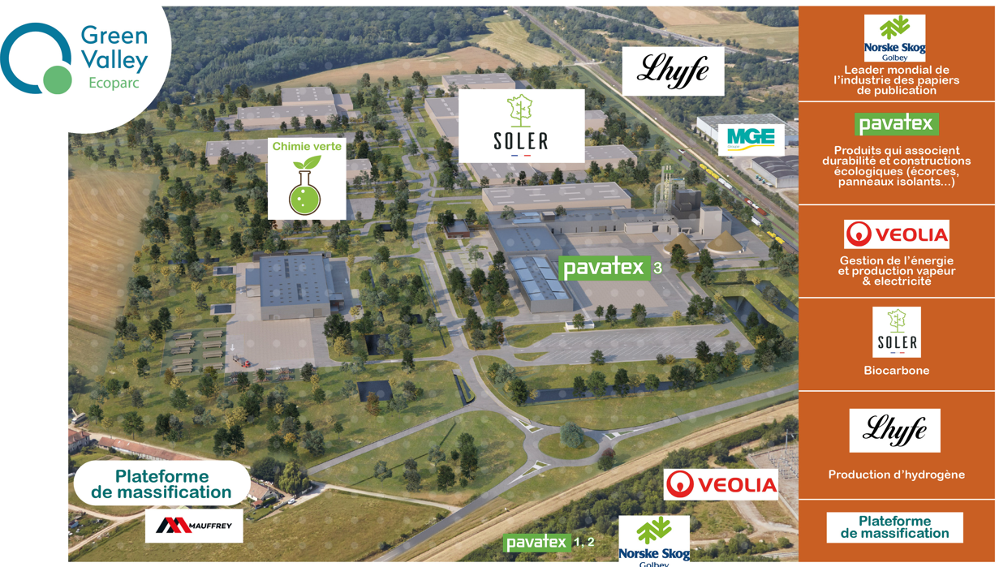 Green
Valley
Ecoparc
Lhyfe
SOLER
MGE
Chimie verte
pavatex 3
Plateforme
de massification
MAUFFREY
VEOLIA
pavatex 1, 2
Norske Skog
Golbey
Norske Skog
Golbey
Leader mondial de
l'industrie des papiers
de publication
pavatex
Produits qui associent
durabilité et constructions
écologiques (écorces,
panneaux isolants...)
VEOLIA
Gestion de l'énergie
et production vapeur
& electricité
SOLER
Biocarbone
Lhyfe
Production d'hydrogène
Plateforme
de massification